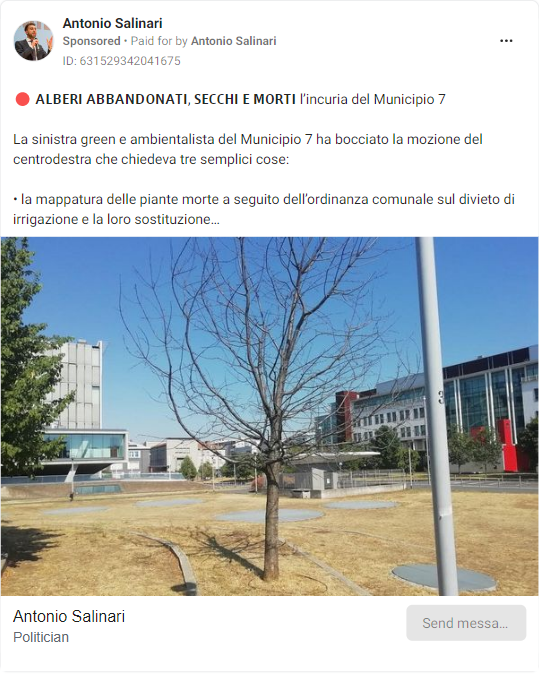 Antonio Salinari
Sponsored • Paid for by Antonio Salinari
ID: 631529342041675
🔴 ALBERI ABBANDONATI, SECCHI E MORTI l’incuria del Municipio 7
La sinistra green e ambientalista del Municipio 7 ha bocciato la mozione del
centrodestra che chiedeva tre semplici cose:
• la mappatura delle piante morte a seguito dell’ordinanza comunale sul divieto di
irrigazione e la loro sostituzione...
3
Antonio Salinari
Politician
Send messa...